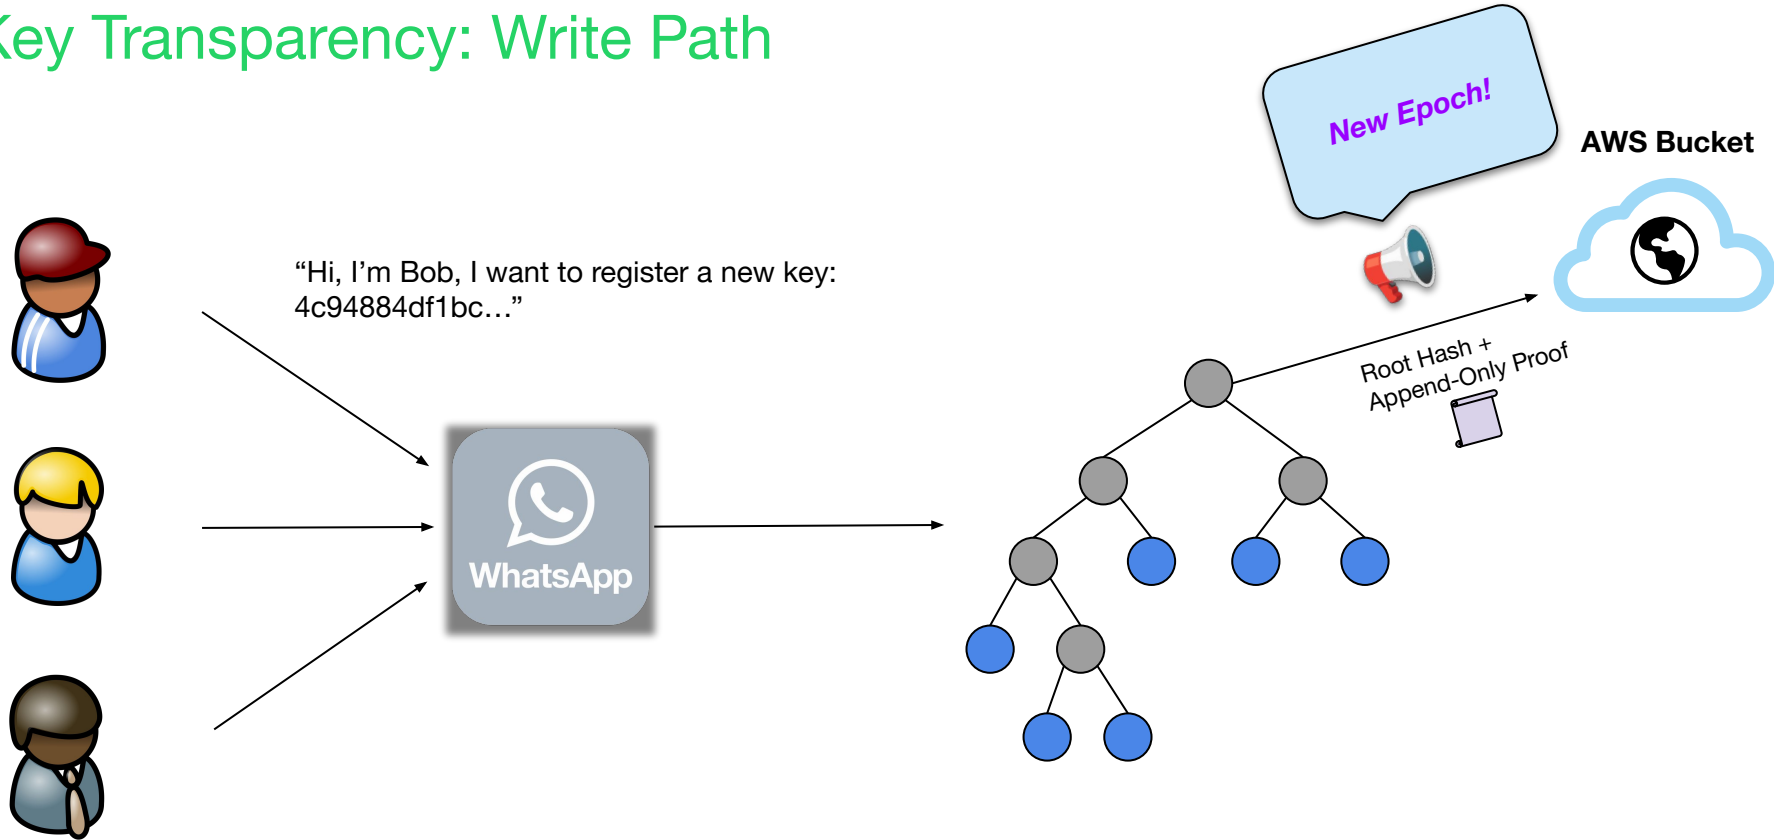 Key Transparency: Write Path
New Epoch!
AWS Bucket
“Hi, I’m Bob, I want to register a new key:
4c94884df1bc…”
Root Hash +
Append-Only Proof
WhatsApp